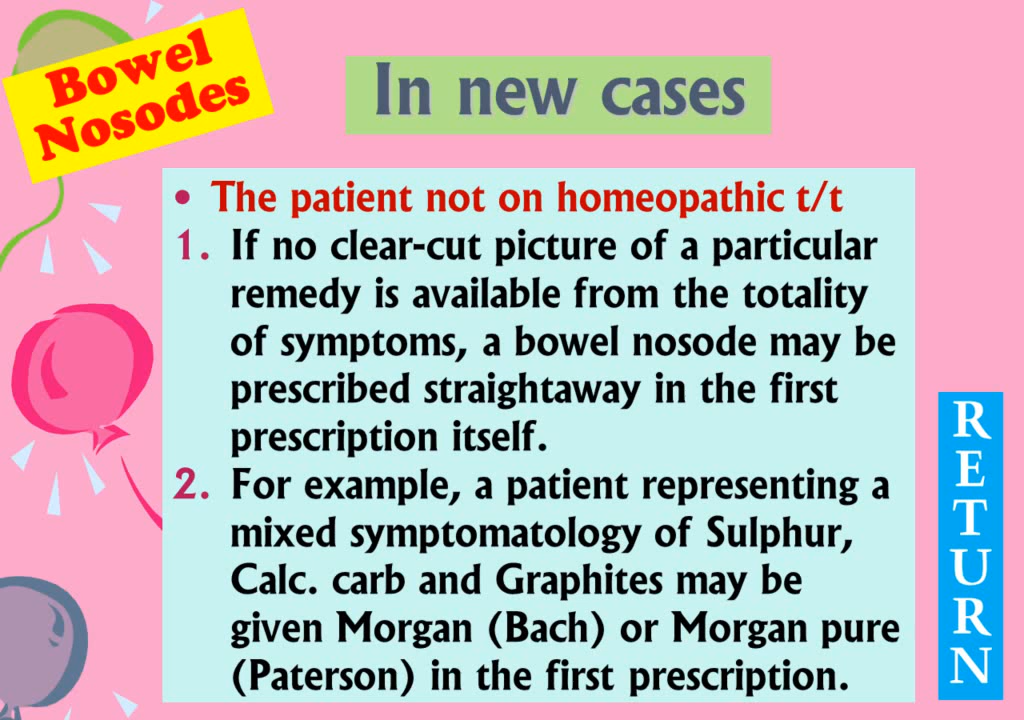 Bowel
Nosodes
In new cases
• The patient not on homeopathic t/t
1. If no clear-cut picture of a particular
remedy is available from the totality
of symptoms, a bowel nosode may be
prescribed straightaway in the first
prescription itself.
2. For example, a patient representing a
mixed symptomatology of Sulphur,
Calc. carb and Graphites may be
given Morgan (Bach) or Morgan pure
(Paterson) in the first prescription.
RETURN